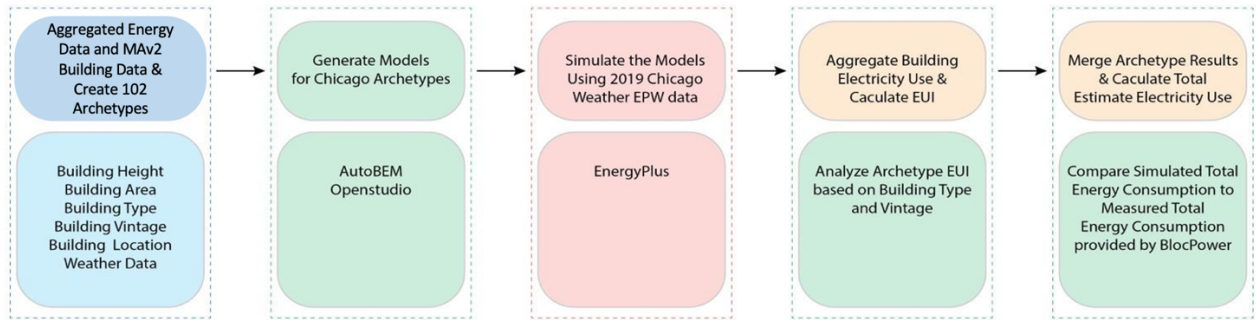 Aggregated Energy
Data and MAv2
Building Data &
Create 102
Archetypes
Building Height
Building Area
Building Type
Building Vintage
Building Location
Weather Data
Generate Models
for Chicago Archetypes
AutoBEM
Openstudio
Simulate the Models
Using 2019 Chicago
Weather EPW data
EnergyPlus
Aggregate Building
Electricity Use &
Caculate EUI
Analyze Archetype EUI
based on Building Type
and Vintage
Merge Archetype Results
& Caculate Total
Estimate Electricity Use
Compare Simulated Total
Energy Consumption to
Measured Total
Energy Consumption
provided by BlocPower